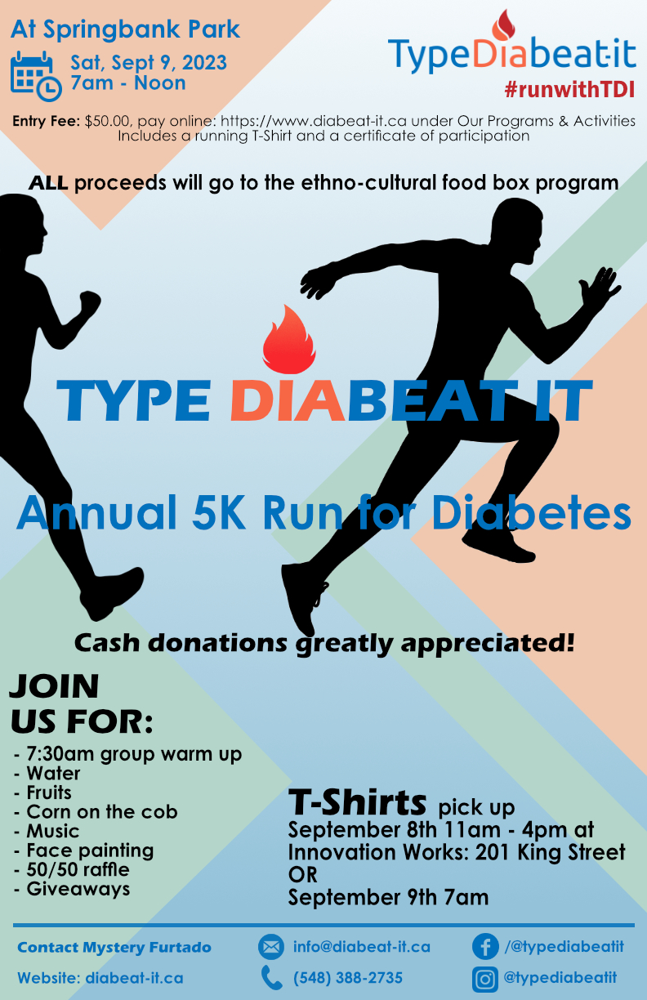 At Springbank Park
Sat, Sept 9, 2023
7am - Noon
TypeDiabeat·it
#runwithTDI
Entry Fee: $50.00, pay online: https://www.diabeat-it.ca under Our Programs & Activities
Includes a running T-Shirt and a certificate of participation
ALL proceeds will go to the ethno-cultural food box program
TYPE DIABEAT IT
Annual 5K Run for Diabetes
Cash donations greatly appreciated!
JOIN
US FOR:
- 7:30am group warm up
- Water
- Fruits
- Corn on the cob
- Music
- Face painting
- 50/50 raffle
- Giveaways
T-Shirts pick up
September 8th 11am - 4pm at
Innovation Works: 201 King Street
OR
September 9th 7am
Contact Mystery Furtado
info@diabeat-it.ca
/@typediabeatit
Website: diabeat-it.ca
(548) 388-2735
@typediabeatit